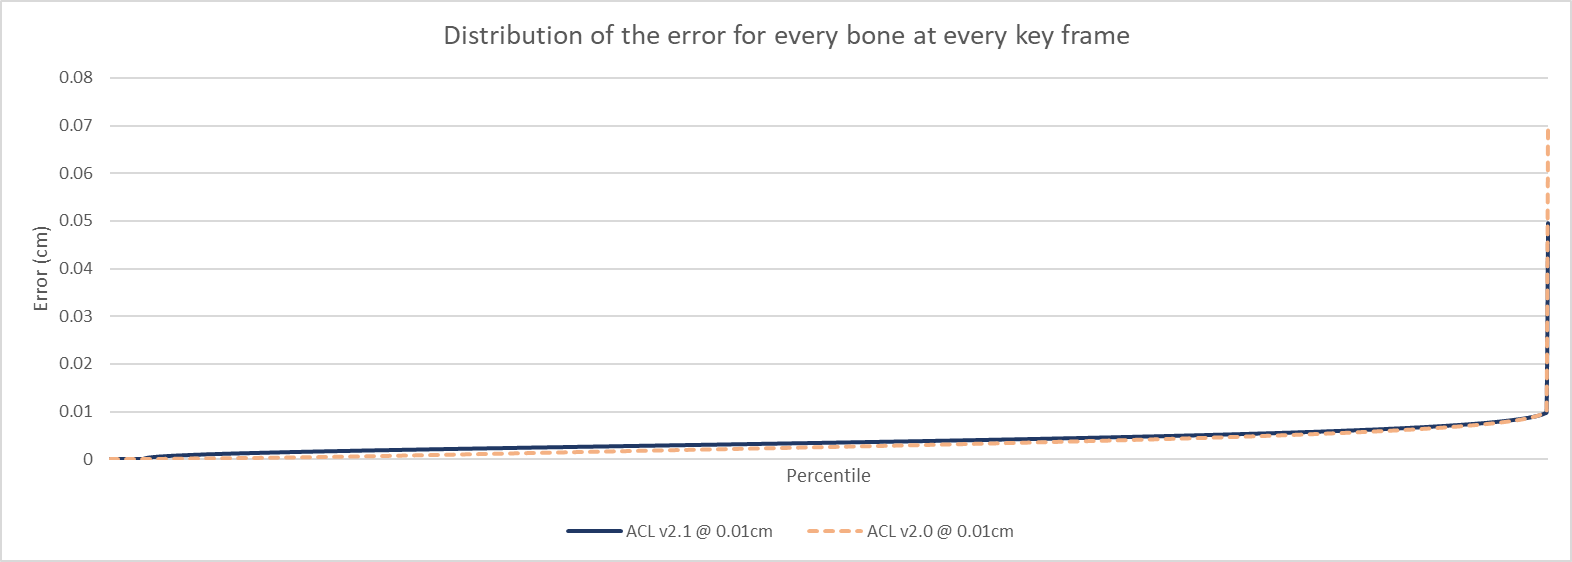 Distribution of the error for every bone at every key frame
0.08
0.07
0.06
0.05
0.04
0.03
0.02
0.01
0
Error (cm)
Percentile
ACL v2.1 @ 0.01cm
ACL v2.0 @ 0.01cm